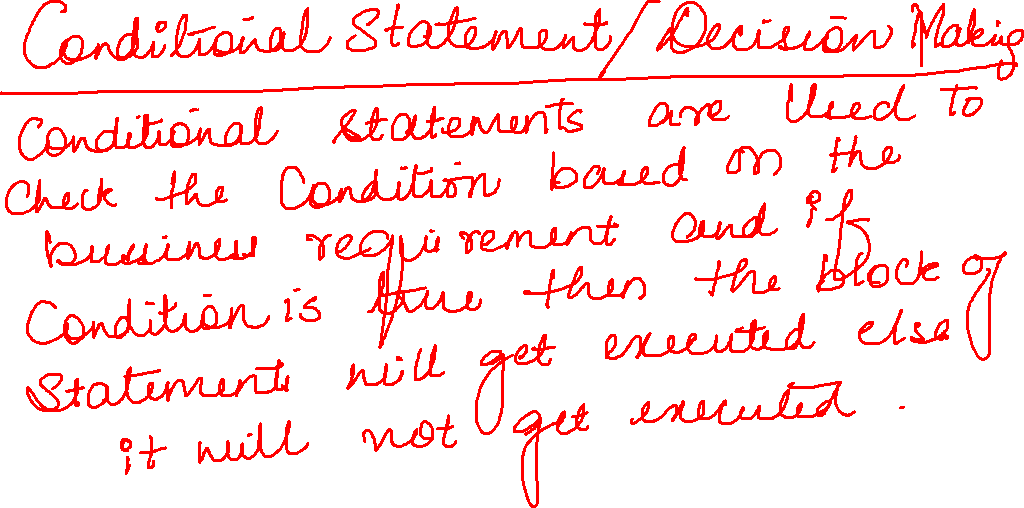 Conditional Statement/Decision Making
Conditional statements are Used To
Check the Condition based on the
bussiness requirement and if
Condition is true then the block of
Statements will get executed else
it will not get executed.